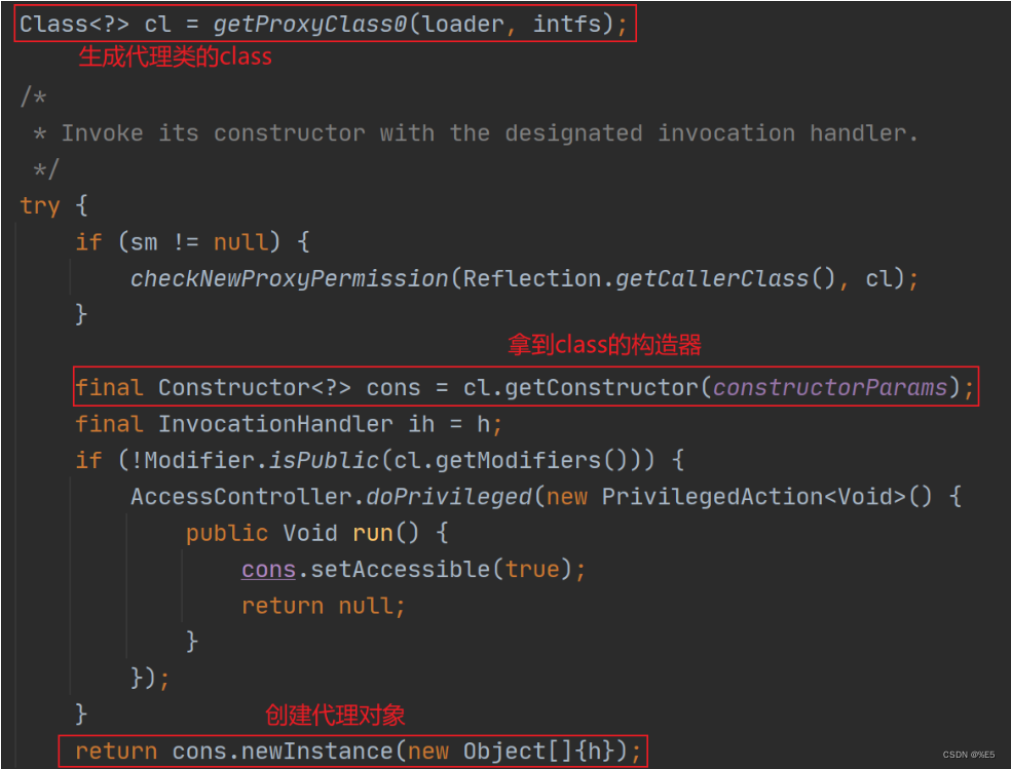 Class<?> cl = getProxyClass0(loader, intfs);
生成代理类的class
/*
 * Invoke its constructor with the designated invocation handler.
 */
try {
    if (sm != null) {
        checkNewProxyPermission(Reflection.getCallerClass(), cl);
    }
拿到class的构造器
    final Constructor<?> cons = cl.getConstructor(constructorParams);
    final InvocationHandler ih = h;
    if (!Modifier.isPublic(cl.getModifiers())) {
        AccessController.doPrivileged(new PrivilegedAction<Void>() {
            public Void run() {
                cons.setAccessible(true);
                return null;
            }
        });
    }
创建代理对象
    return cons.newInstance(new Object[]{h});
CSDN @%E5